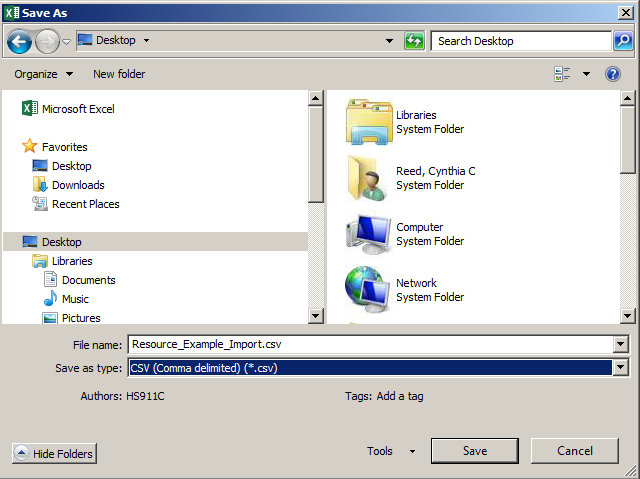 Save As
Desktop
Search Desktop
Organize
New folder
Microsoft Excel
Favorites
Desktop
Downloads
Recent Places
Desktop
Libraries
Documents
Music
Pictures
Libraries
System Folder
Reed, Cynthia C
System Folder
Computer
System Folder
Network
System Folder
File name: Resource_Example_Import.csv
Save as type: CSV (Comma delimited) (*.csv)
Authors: HS911C Tags: Add a tag
Hide Folders Tools Save Cancel